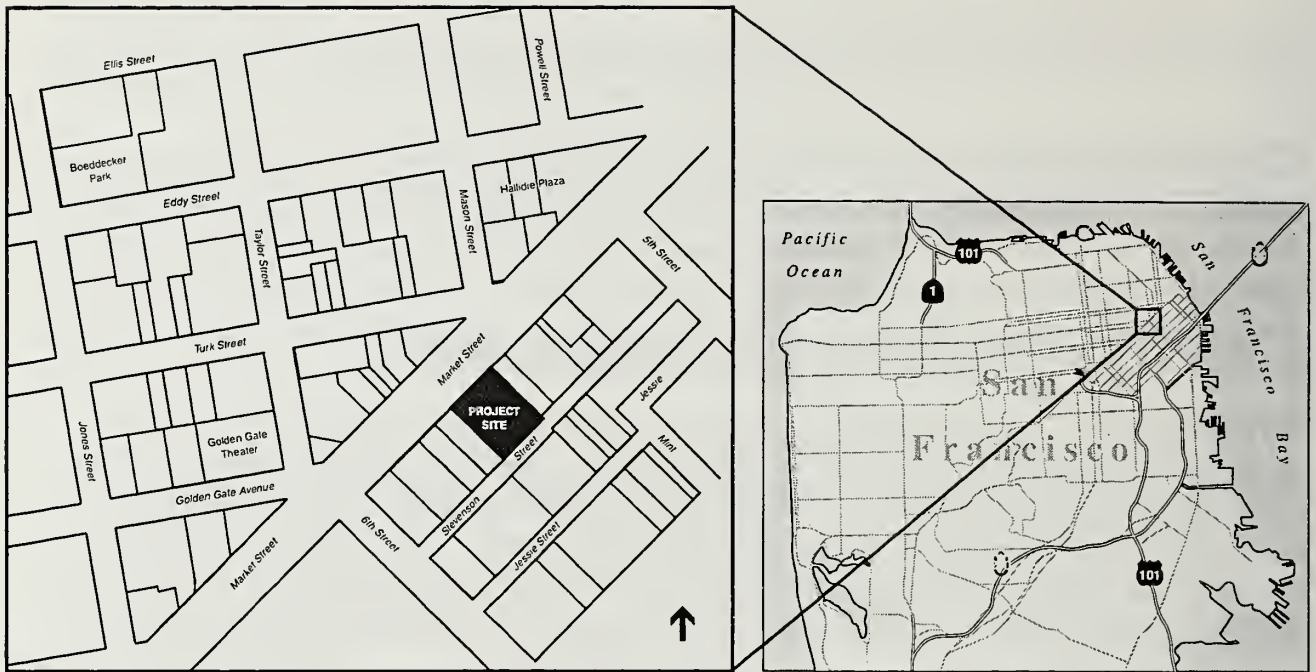 Ellis Street
Powell Street
Boeddecker
Park
Hallidie Plaza
Eddy Street
Taylor Street
Mason Street
5th Street
Turk Street
Market Street
Jessie
PROJECT
SITE
Mint
Jones Street
Golden Gate
Theater
Street
Stevenson
Golden Gate Avenue
6th Street
Jessie Street
Market Street
Pacific
Ocean
101
1
San
Francisco
Bay
San
Francisco
101